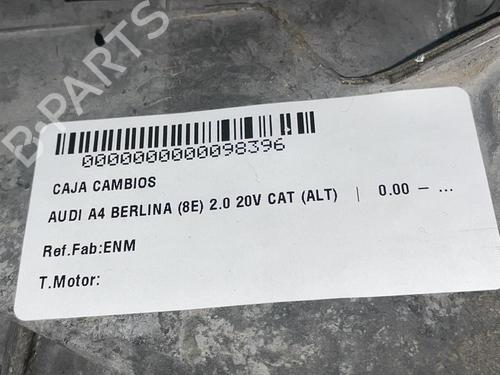 B-PARTS
0000000000098396
CAJA CAMBIOS
AUDI A4 BERLINA (8E) 2.0 20V CAT (ALT) | 0.00 — ...
Ref.Fab:ENM
T.Motor: